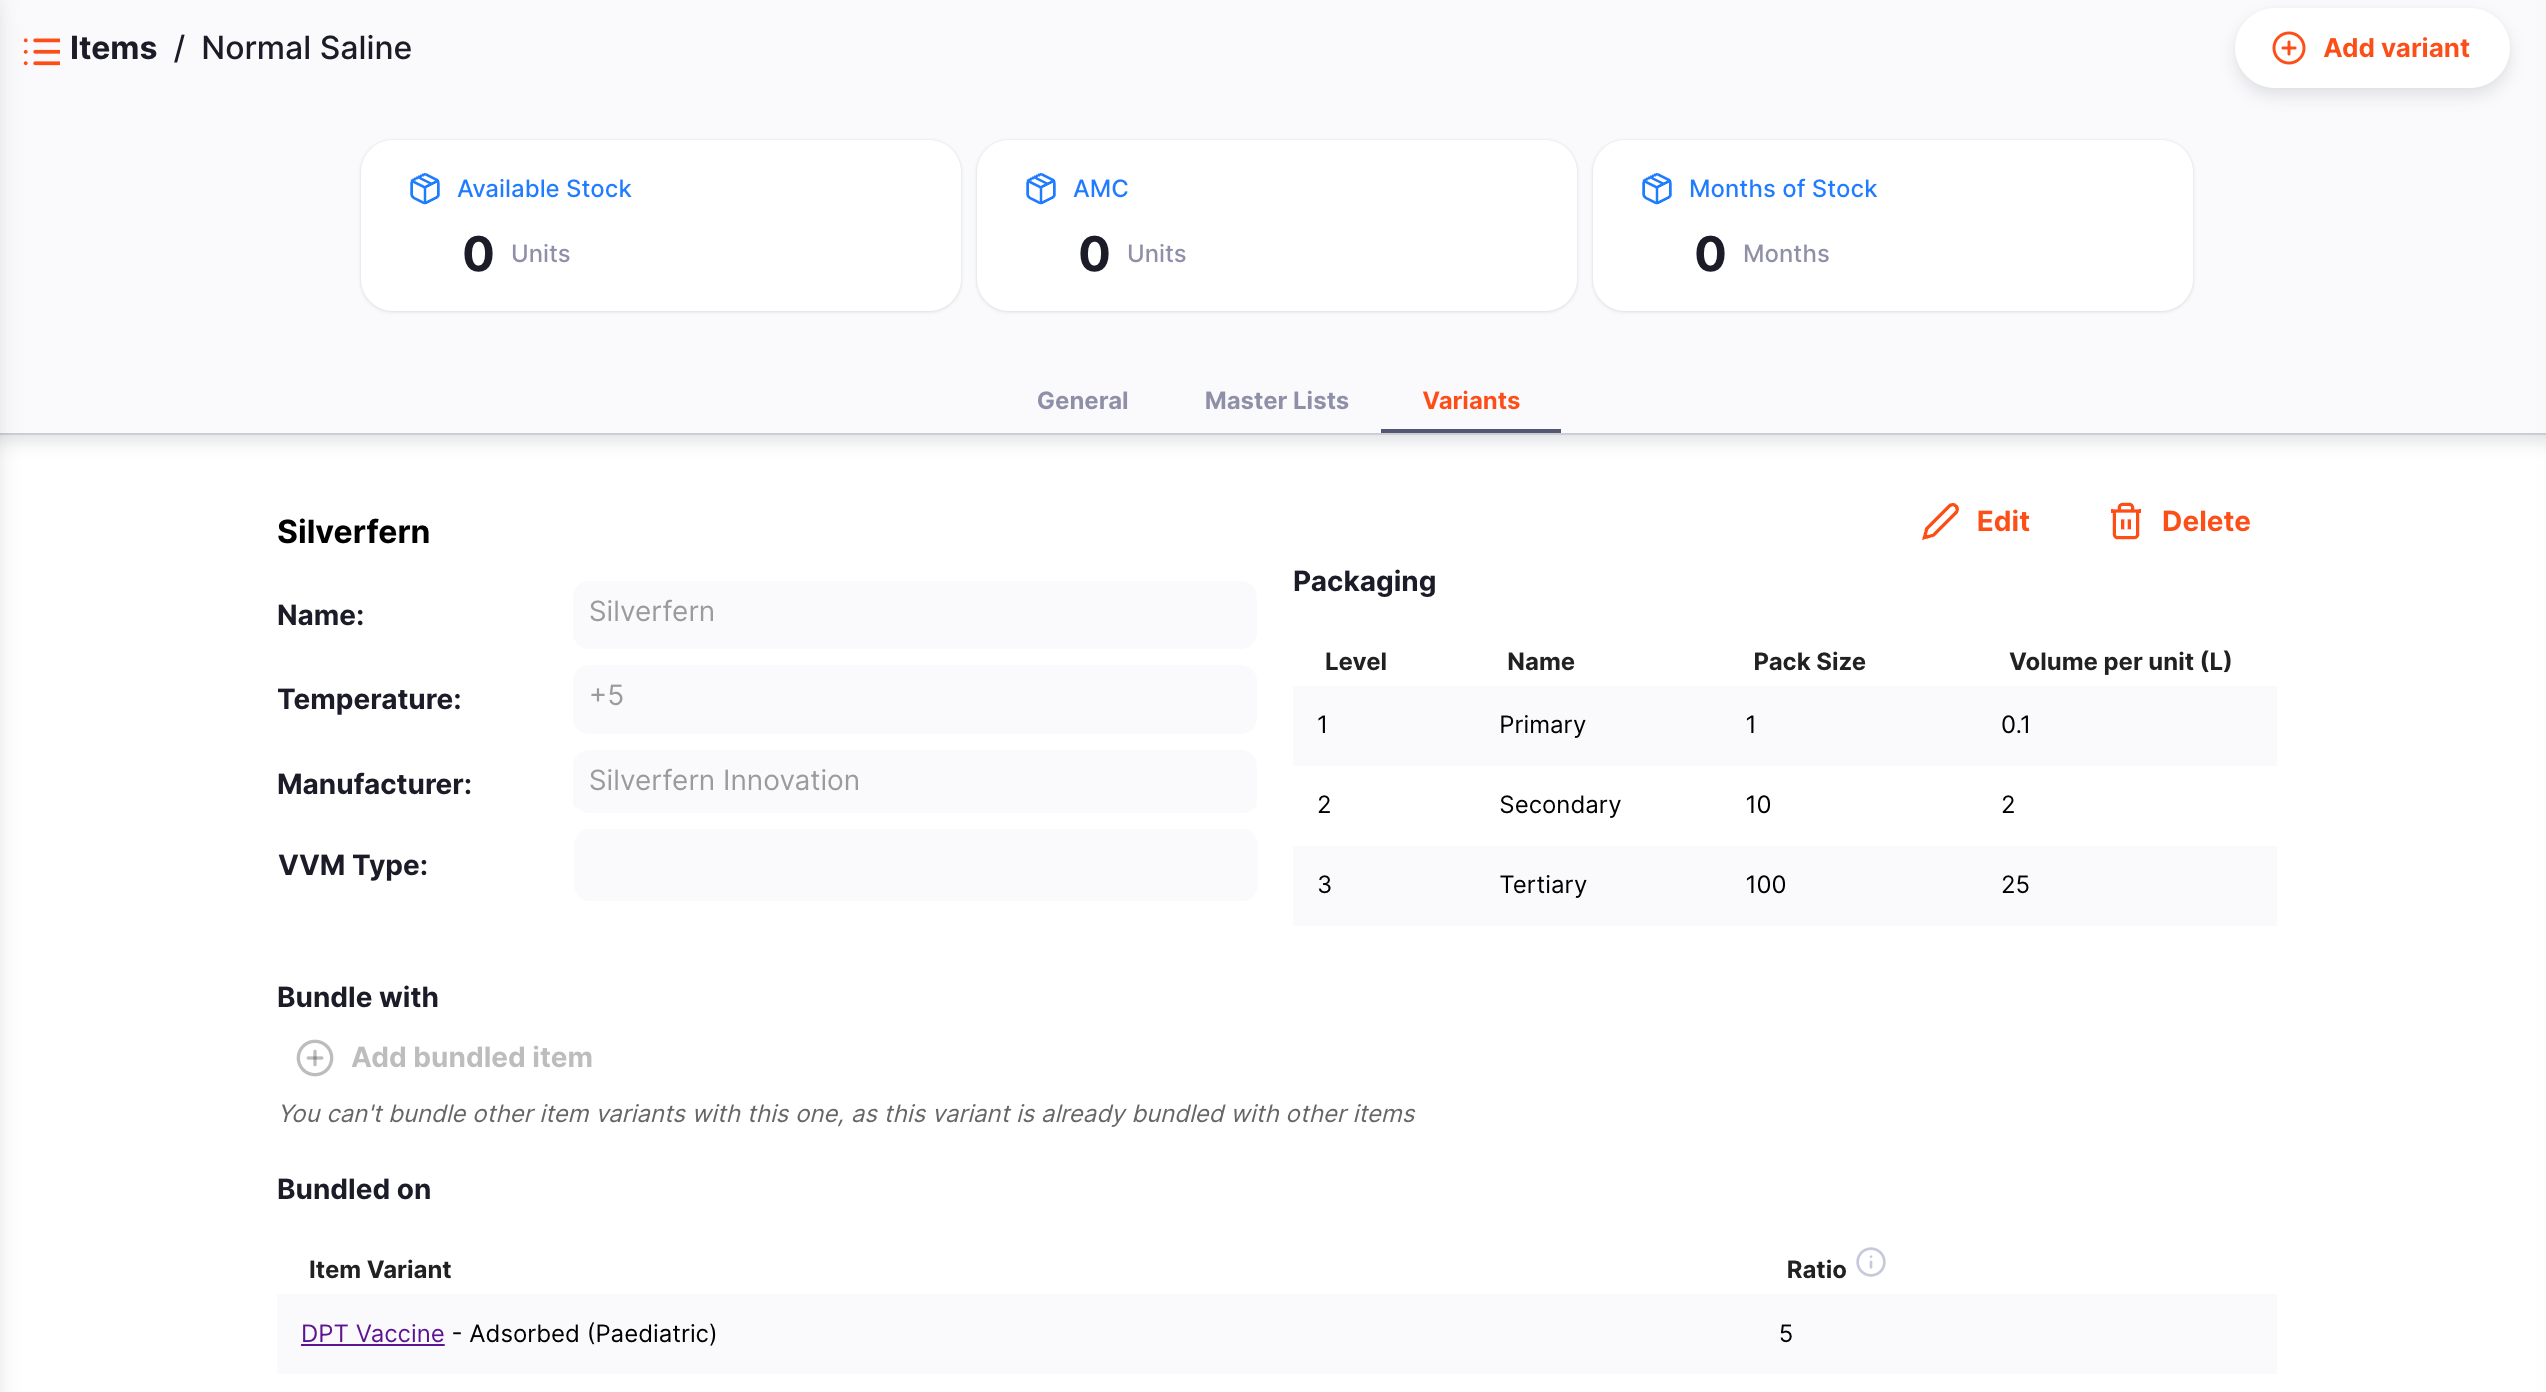 Items / Normal Saline
Add variant
Available Stock
0 Units
AMC
0 Units
Months of Stock
0 Months
General Master Lists Variants
Silverfern
Edit Delete
Name: Silverfern
Temperature: +5
Manufacturer: Silverfern Innovation
VVM Type:
Packaging
Level Name Pack Size Volume per unit (L)
1 Primary 1 0.1
2 Secondary 10 2
3 Tertiary 100 25
Bundle with
Add bundled item
You can't bundle other item variants with this one, as this variant is already bundled with other items
Bundled on
Item Variant Ratio
DPT Vaccine - Adsorbed (Paediatric) 5